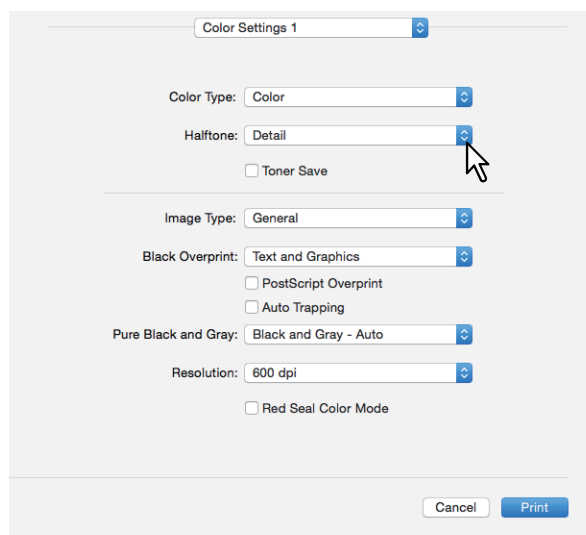 Color Settings 1
Color Type: Color
Halftone: Detail
Toner Save
Image Type: General
Black Overprint: Text and Graphics
PostScript Overprint
Auto Trapping
Pure Black and Gray: Black and Gray - Auto
Resolution: 600 dpi
Red Seal Color Mode
Cancel Print